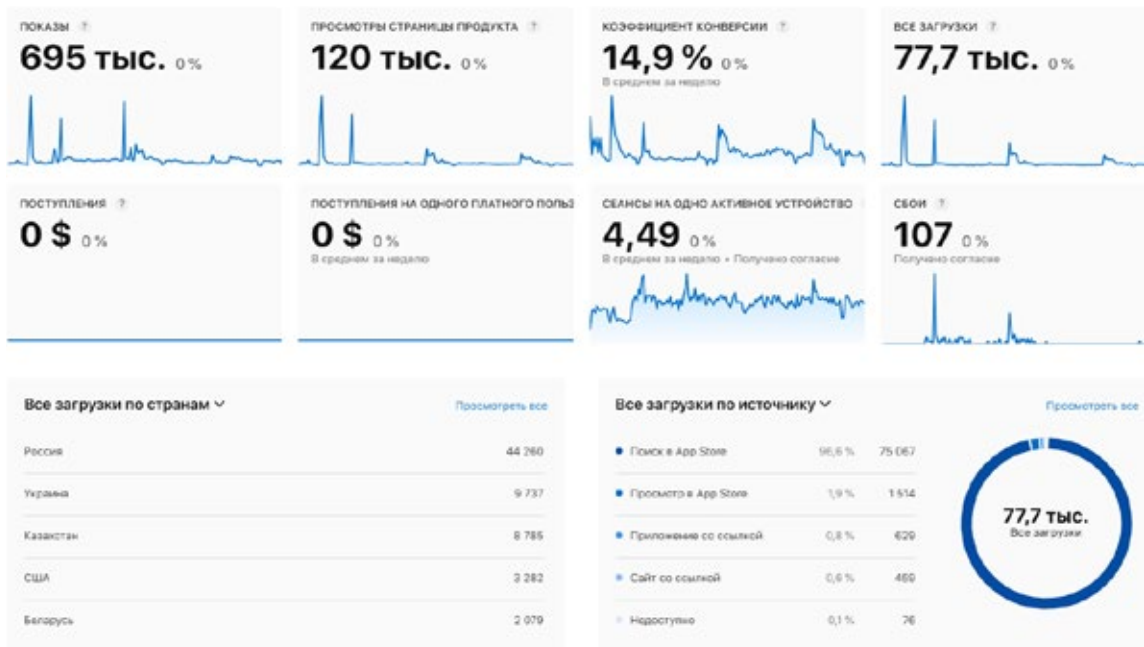 ПОКАЗЫ ?
695 тыс. 0 %
ПРОСМОТРЫ СТРАНИЦЫ ПРОДУКТА ?
120 тыс. 0 %
КОЭФФИЦИЕНТ КОНВЕРСИИ ?
14,9 % 0 %
В среднем за неделю
ВСЕ ЗАГРУЗКИ ?
77,7 тыс. 0 %
ПОСТУПЛЕНИЯ ?
0 $ 0 %
ПОСТУПЛЕНИЯ НА ОДНОГО ПЛАТНОГО ПОЛЬЗ
0 $ 0 %
В среднем за неделю
СЕАНСЫ НА ОДНО АКТИВНОЕ УСТРОЙСТВО
4,49 0 %
В среднем за неделю • Получено согласие
СБОИ ?
107 0 %
Получено согласие
Все загрузки по странам
Просмотреть все
Россия 44 260
Украина 9 737
Казахстан 8 785
США 3 282
Беларусь 2 079
Все загрузки по источнику
Просмотреть все
Поиск в App Store 96,6 % 75 067
Просмотр в App Store 1,9 % 1 514
Приложение со ссылкой 0,8 % 629
Сайт со ссылкой 0,6 % 469
Недоступно 0,1 % 76
77,7 тыс.
Все загрузки